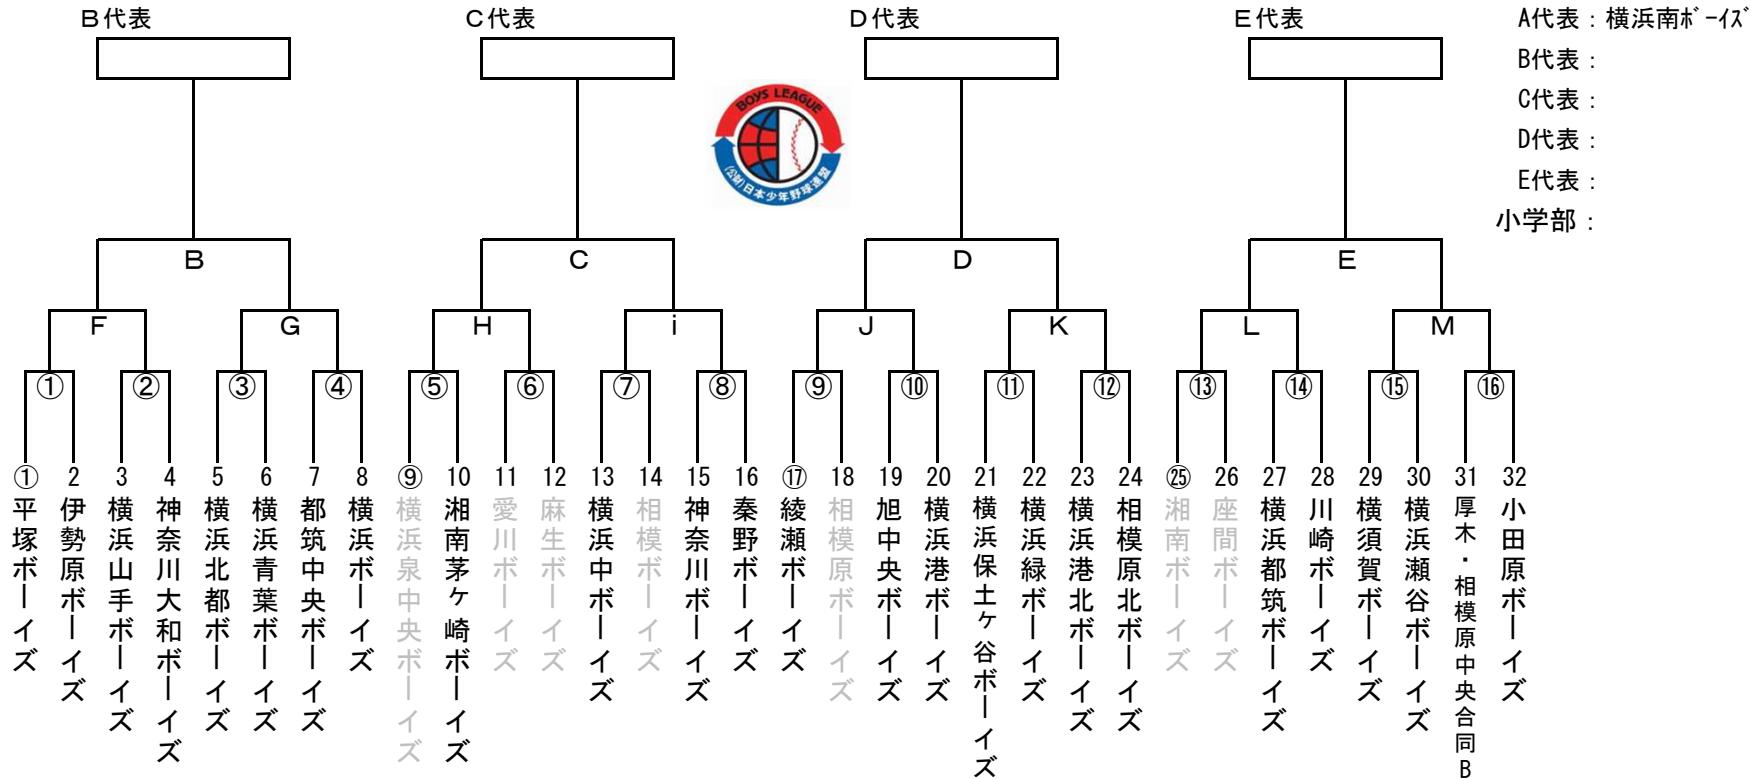 B代表
C代表
D代表
E代表
A代表：横浜南ﾎﾞｰｲｽﾞ
B代表：
C代表：
D代表：
E代表：
小学部：
BOYS LEAGUE
(公財)日本少年野球連盟
B
C
D
E
F
G
H
i
J
K
L
M
①
②
③
④
⑤
⑥
⑦
⑧
⑨
⑩
⑪
⑫
⑬
⑭
⑮
⑯
① 平塚ボーイズ
2 伊勢原ボーイズ
3 横浜山手ボーイズ
4 神奈川大和ボーイズ
5 横浜北都ボーイズ
6 横浜青葉ボーイズ
7 都筑中央ボーイズ
8 横浜ボーイズ
⑨ 横浜泉中央ボーイズ
10 湘南茅ヶ崎ボーイズ
11 愛川ボーイズ
12 麻生ボーイズ
13 横浜中ボーイズ
14 相模ボーイズ
15 神奈川ボーイズ
16 秦野ボーイズ
⑰ 綾瀬ボーイズ
18 相模原ボーイズ
19 旭中央ボーイズ
20 横浜港ボーイズ
21 横浜保土ヶ谷ボーイズ
22 横浜緑ボーイズ
23 横浜港北ボーイズ
24 相模原北ボーイズ
㉕ 湘南ボーイズ
26 座間ボーイズ
27 横浜都筑ボーイズ
28 川崎ボーイズ
29 横須賀ボーイズ
30 横浜瀬谷ボーイズ
31 厚木・相模原中央合同B
32 小田原ボーイズ